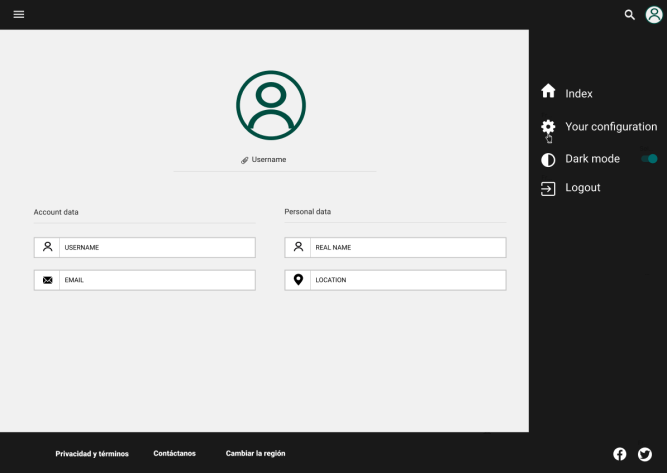 Index
Your configuration
Dark mode
Logout
Username
Account data
Personal data
USERNAME
REAL NAME
EMAIL
LOCATION
Privacidad y términos
Contáctanos
Cambiar la región